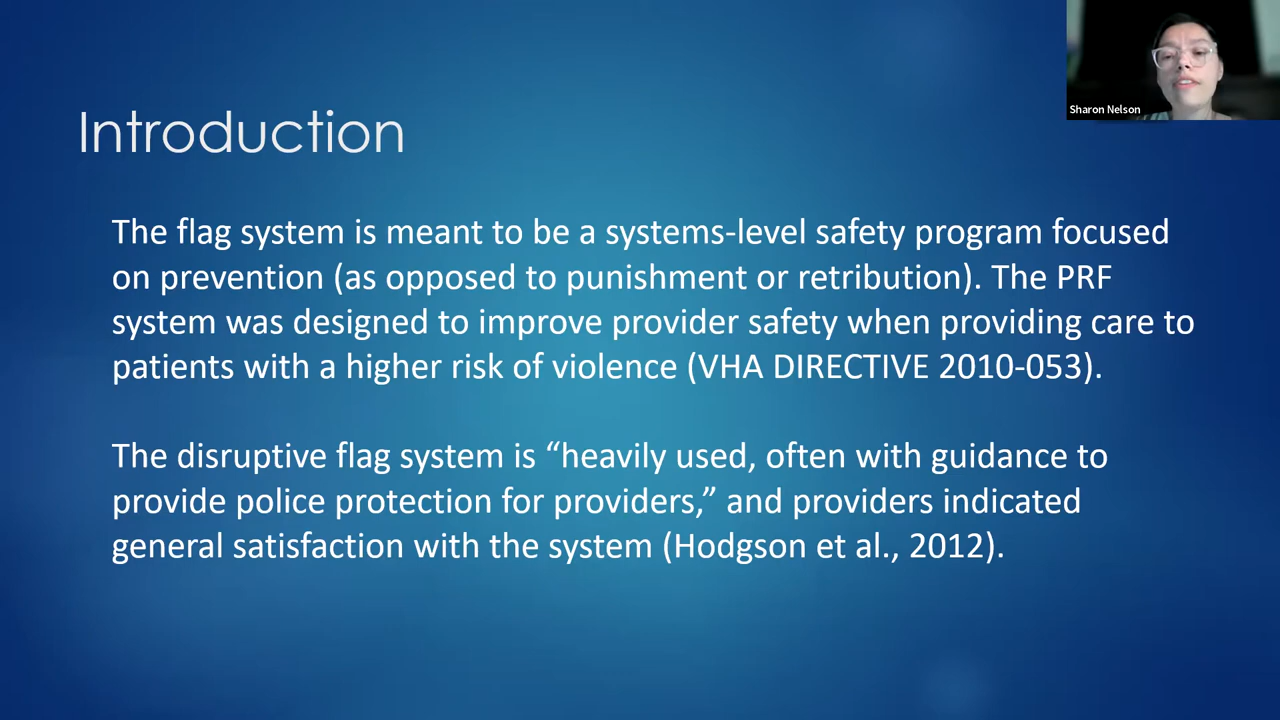 Sharon Nelson
Introduction
The flag system is meant to be a systems-level safety program focused
on prevention (as opposed to punishment or retribution). The PRF
system was designed to improve provider safety when providing care to
patients with a higher risk of violence (VHA DIRECTIVE 2010-053).
The disruptive flag system is “heavily used, often with guidance to
provide police protection for providers,” and providers indicated
general satisfaction with the system (Hodgson et al., 2012).